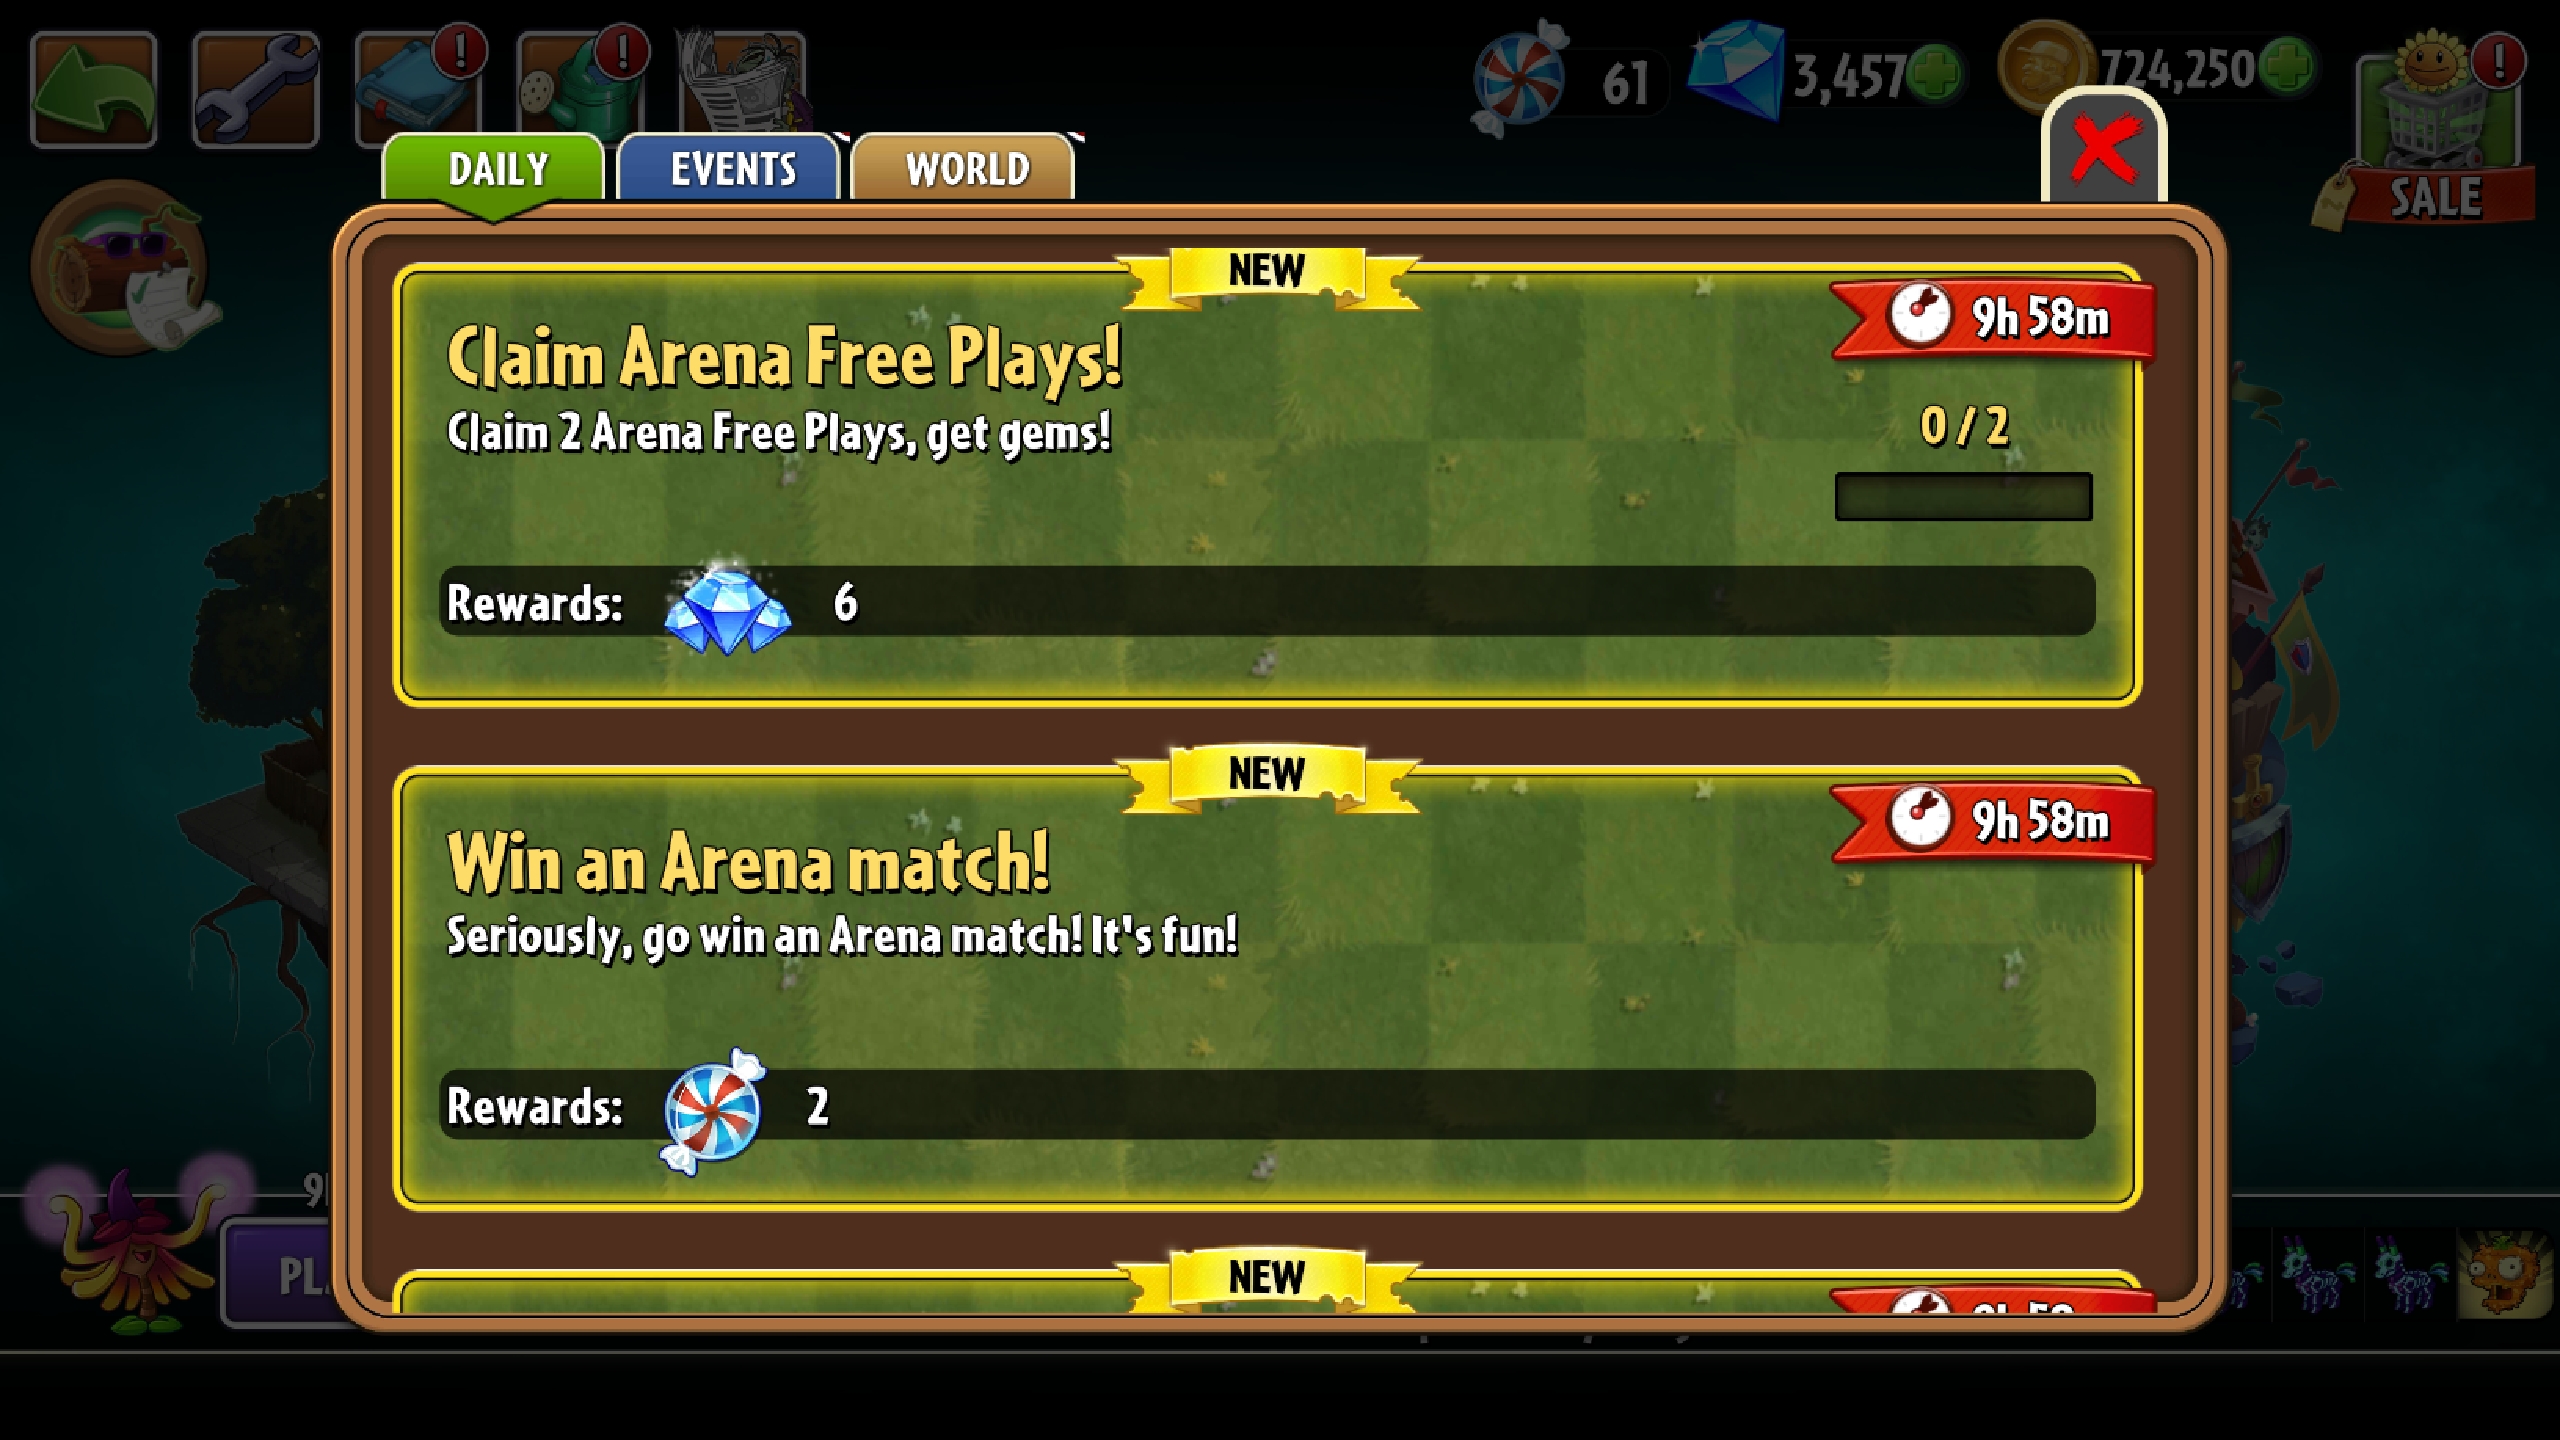 61
3,457
724,250
!
!
!
SALE
DAILY
EVENTS
WORLD
NEW
9h 58m
Claim Arena Free Plays!
Claim 2 Arena Free Plays, get gems!
0 / 2
Rewards: 6
NEW
9h 58m
Win an Arena match!
Seriously, go win an Arena match! It's fun!
Rewards: 2
NEW